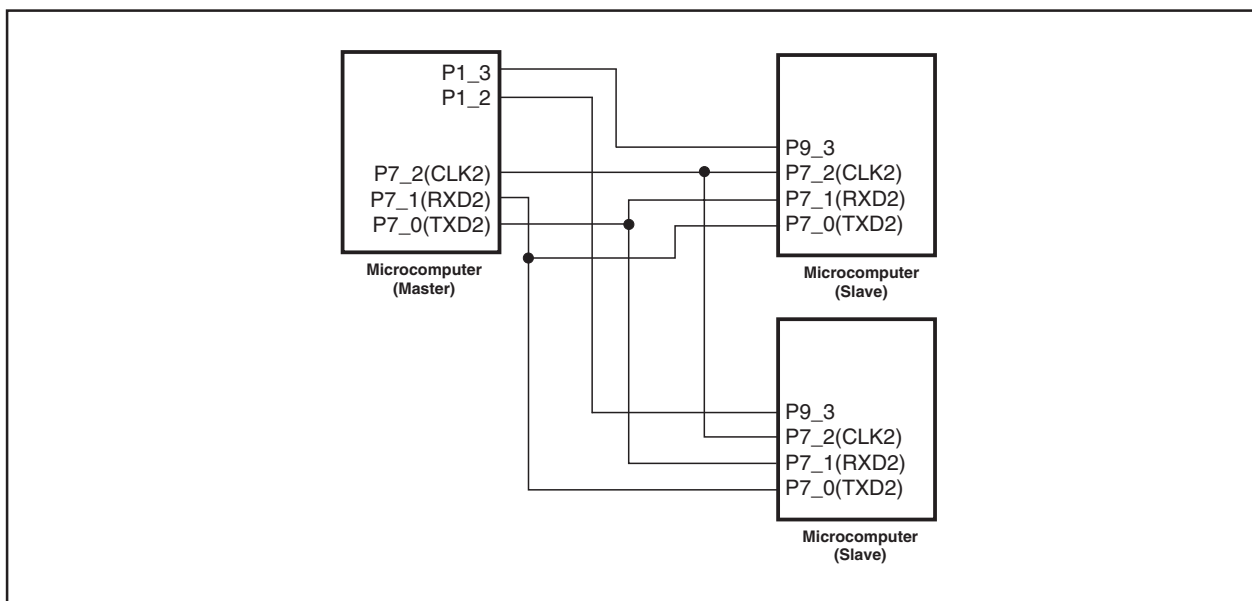 P1_3
P1_2
P7_2(CLK2)
P7_1(RXD2)
P7_0(TXD2)
Microcomputer
(Master)
P9_3
P7_2(CLK2)
P7_1(RXD2)
P7_0(TXD2)
Microcomputer
(Slave)
P9_3
P7_2(CLK2)
P7_1(RXD2)
P7_0(TXD2)
Microcomputer
(Slave)